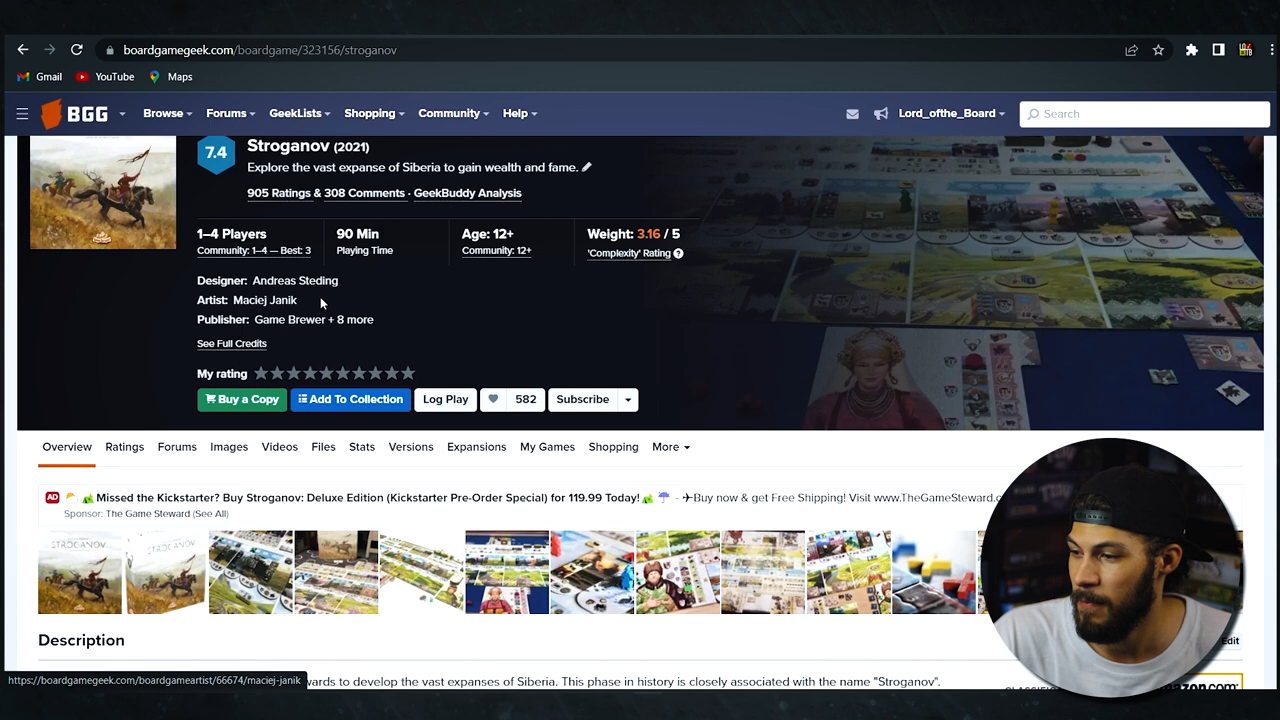 boardgamegeek.com/boardgame/323156/stroganov
Gmail YouTube Maps
BGG Browse Forums GeekLists Shopping Community Help Lord_ofthe_Board Search
7.4
Stroganov (2021)
Explore the vast expanse of Siberia to gain wealth and fame.
905 Ratings & 308 Comments · GeekBuddy Analysis
1–4 Players 90 Min Age: 12+ Weight: 3.16 / 5
Community: 1–4 — Best: 3 Playing Time Community: 12+ 'Complexity' Rating ?
Designer: Andreas Steding
Artist: Maciej Janik
Publisher: Game Brewer + 8 more
See Full Credits
My rating
Buy a Copy Add To Collection Log Play 582 Subscribe
Overview Ratings Forums Images Videos Files Stats Versions Expansions My Games Shopping More
AD Missed the Kickstarter? Buy Stroganov: Deluxe Edition (Kickstarter Pre-Order Special) for 119.99 Today! - Buy now & get Free Shipping! Visit www.TheGameSteward.c
Sponsor: The Game Steward (See All)
STROGANOV
Description
Edit
https://boardgamegeek.com/boardgameartist/66674/maciej-janik
wards to develop the vast expanses of Siberia. This phase in history is closely associated with the name "Stroganov".